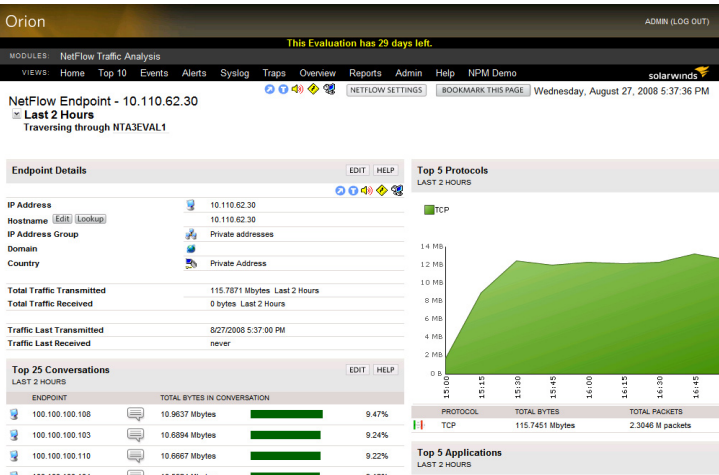 Orion
ADMIN (LOG OUT)
This Evaluation has 29 days left.
MODULES: NetFlow Traffic Analysis
VIEWS: Home Top 10 Events Alerts Syslog Traps Overview Reports Admin Help NPM Demo
solarwinds
NETFLOW SETTINGS BOOKMARK THIS PAGE Wednesday, August 27, 2008 5:37:36 PM
NetFlow Endpoint - 10.110.62.30
Last 2 Hours
Traversing through NTA3EVAL1
Endpoint Details EDIT HELP
IP Address 10.110.62.30
Hostname Edit Lookup 10.110.62.30
IP Address Group Private addresses
Domain
Country Private Address
Total Traffic Transmitted 115.7871 Mbytes Last 2 Hours
Total Traffic Received 0 bytes Last 2 Hours
Traffic Last Transmitted 8/27/2008 5:37:00 PM
Traffic Last Received never
Top 25 Conversations EDIT HELP
LAST 2 HOURS
ENDPOINT TOTAL BYTES IN CONVERSATION
100.100.100.108 10.9637 Mbytes 9.47%
100.100.100.103 10.6894 Mbytes 9.24%
100.100.100.110 10.6667 Mbytes 9.22%
Top 5 Protocols
LAST 2 HOURS
TCP
14 MB
12 MB
10 MB
8 MB
6 MB
4 MB
2 MB
0 B
15:00 15:15 15:30 15:45 16:00 16:15 16:30 16:45
PROTOCOL TOTAL BYTES TOTAL PACKETS
TCP 115.7451 Mbytes 2.3046 M packets
Top 5 Applications
LAST 2 HOURS